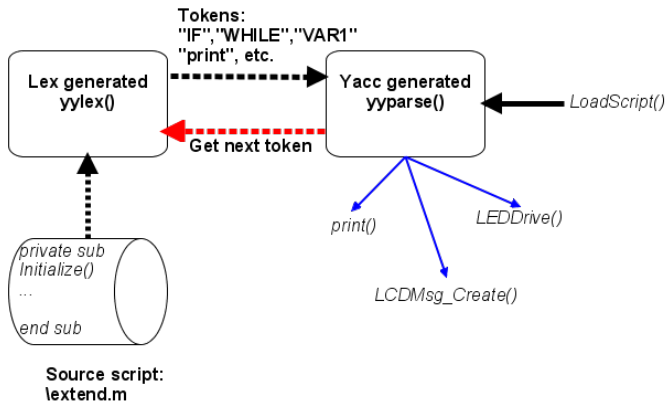 Tokens:
"IF","WHILE","VAR1"
"print", etc.
Lex generated
yylex()
Yacc generated
yyparse()
LoadScript()
Get next token
print()
LEDDrive()
LCDMsg_Create()
private sub
Initialize()
...
end sub
Source script:
\extend.m